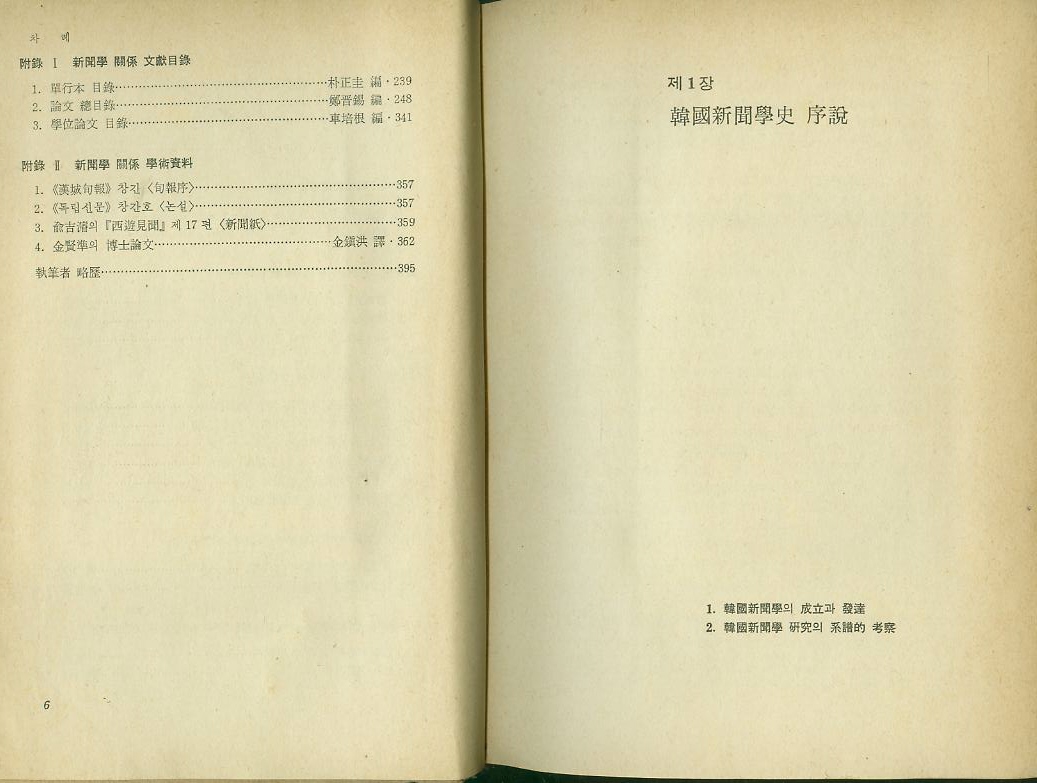 차 례
附錄 Ⅰ 新聞學 關係 文獻目錄
1. 單行本 目錄……………………………朴正圭 編·239
2. 論文 總目錄……………………………鄭晋錫 編·248
3. 學位論文 目錄…………………………車培根 編·341
附錄 Ⅱ 新聞學 關係 學術資料
1. 《漢城旬報》 창간 〈旬報序〉……………………………357
2. 《독립신문》 창간호 〈논설〉……………………………357
3. 兪吉濬의 『西遊見聞』 제 17 편 〈新聞紙〉……………………359
4. 金賢準의 博士論文……………………………金鎭洪 譯·362
執筆者 略歷……………………………………………395
6
제 1 장
韓國新聞學史 序說
1. 韓國新聞學의 成立과 發達
2. 韓國新聞學 研究의 系譜的 考察